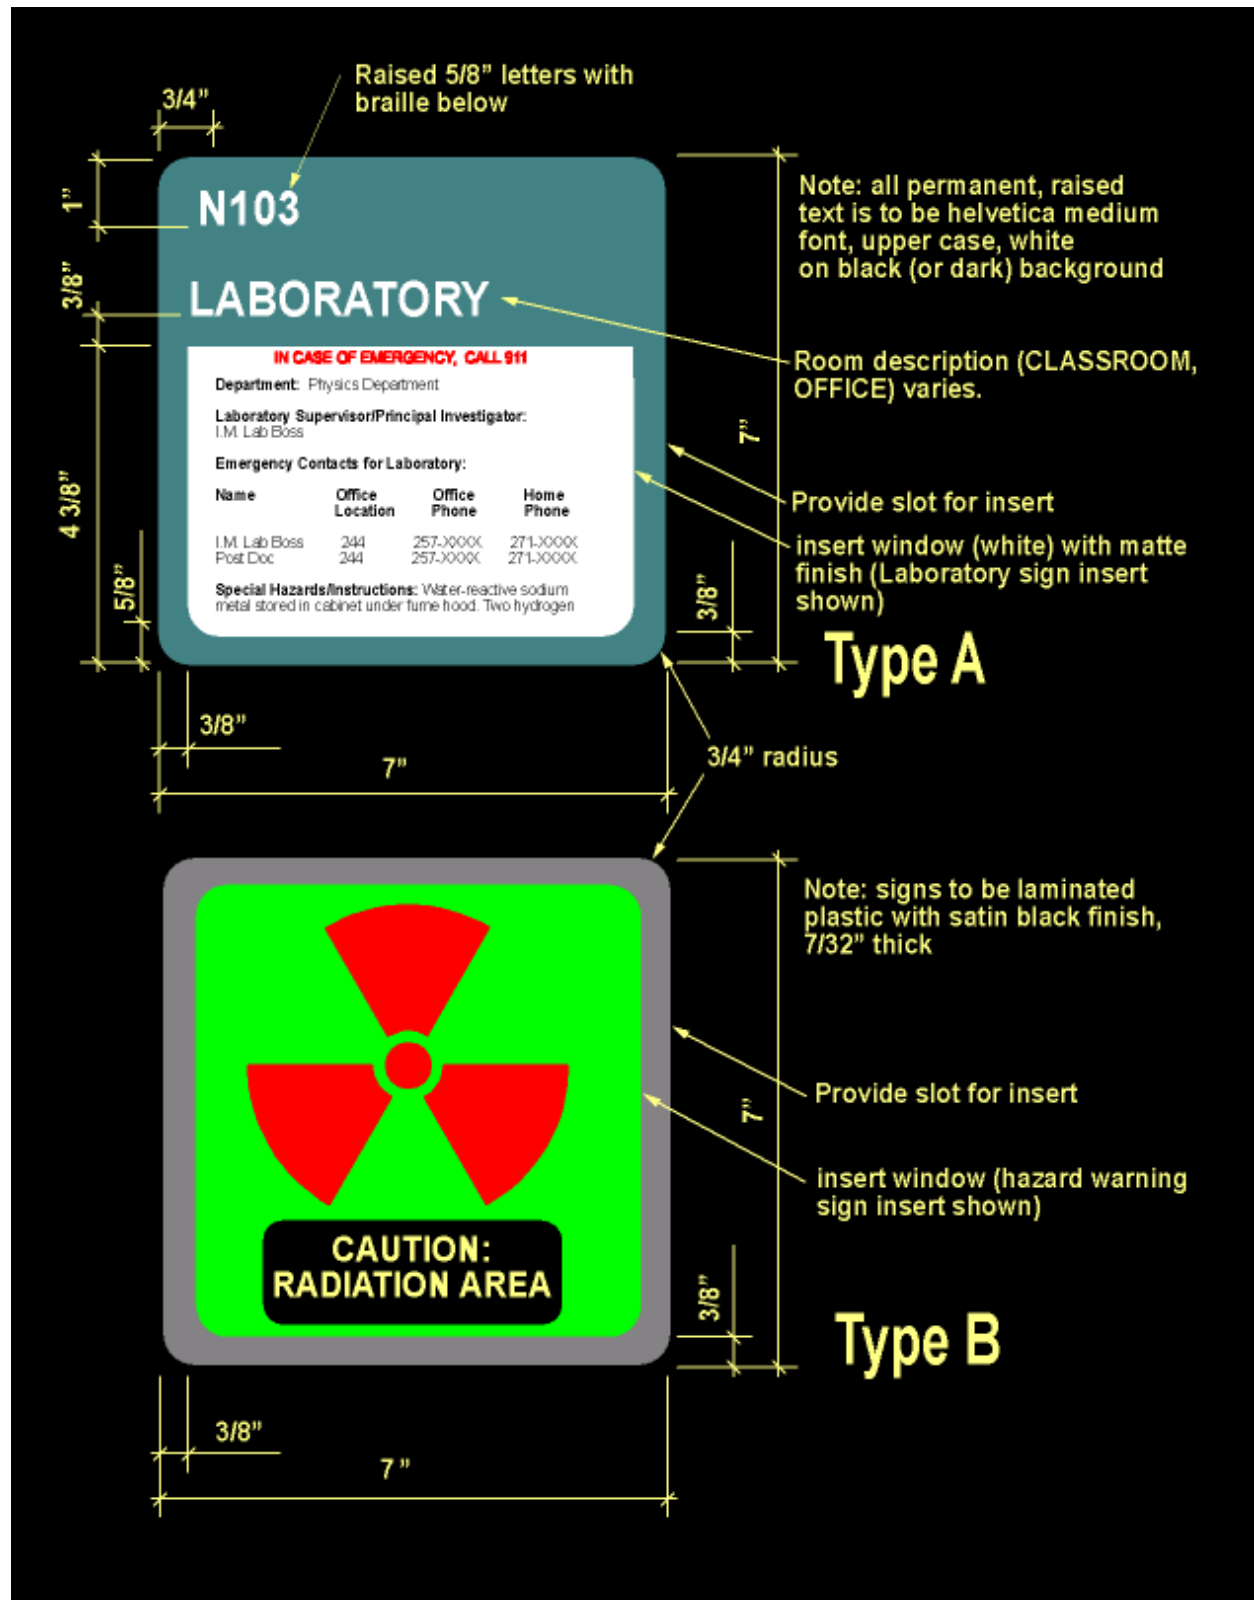 Raised 5/8” letters with
braille below
3/4”
1”
N103
Note: all permanent, raised
text is to be helvetica medium
font, upper case, white
on black (or dark) background
3/8”
LABORATORY
IN CASE OF EMERGENCY, CALL 911
Department: Physics Department
Laboratory Supervisor/Principal Investigator:
I.M. Lab Boss
Emergency Contacts for Laboratory:
Name Office Office Home
Location Phone Phone
I.M. Lab Boss 244 257-XXXX 271-XXXX
Post Doc 244 257-XXXX 271-XXXX
Special Hazards/Instructions: Water-reactive sodium
metal stored in cabinet under fume hood. Two hydrogen
Room description (CLASSROOM,
OFFICE) varies.
7”
Provide slot for insert
insert window (white) with matte
finish (Laboratory sign insert
shown)
4 3/8”
5/8”
3/8”
Type A
3/8”
7”
3/4” radius
Note: signs to be laminated
plastic with satin black finish,
7/32” thick
Provide slot for insert
7”
insert window (hazard warning
sign insert shown)
CAUTION:
RADIATION AREA
3/8”
Type B
3/8”
7 ”